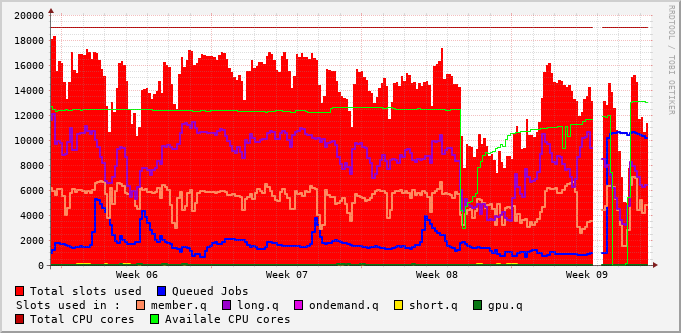 20000
18000
16000
14000
12000
10000
8000
6000
4000
2000
0
Week 06 Week 07 Week 08 Week 09
RRDTOOL / TOBI OETIKER
Total slots used Queued Jobs
Slots used in : member.q long.q ondemand.q short.q gpu.q
Total CPU cores Availale CPU cores